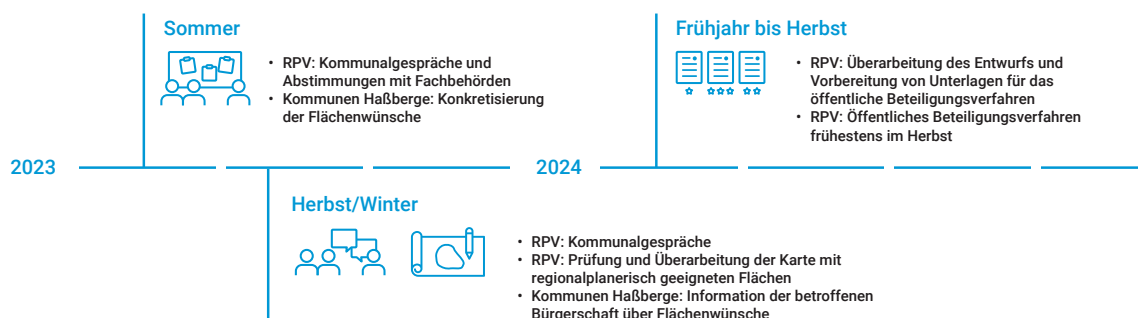 Sommer
• RPV: Kommunalgespräche und
Abstimmungen mit Fachbehörden
• Kommunen Haßberge: Konkretisierung
der Flächenwünsche
Frühjahr bis Herbst
• RPV: Überarbeitung des Entwurfs und
Vorbereitung von Unterlagen für das
öffentliche Beteiligungsverfahren
• RPV: Öffentliches Beteiligungsverfahren
frühestens im Herbst
2023
2024
Herbst/Winter
• RPV: Kommunalgespräche
• RPV: Prüfung und Überarbeitung der Karte mit
regionalplanerisch geeigneten Flächen
• Kommunen Haßberge: Information der betroffenen
Bürgerschaft über Flächenwünsche